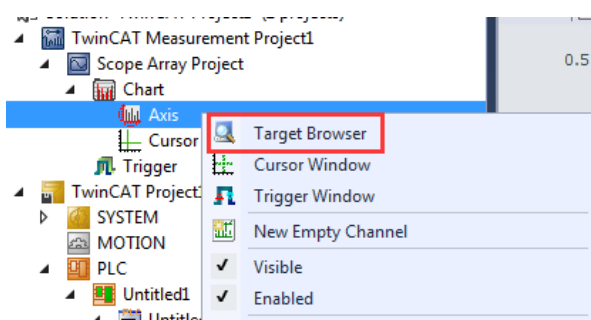 TwinCAT Measurement Project1
0.5
Scope Array Project
Chart
Axis
Target Browser
Cursor
Cursor Window
Trigger
Trigger Window
TwinCAT Project1
SYSTEM
New Empty Channel
MOTION
PLC
Visible
Untitled1
Enabled